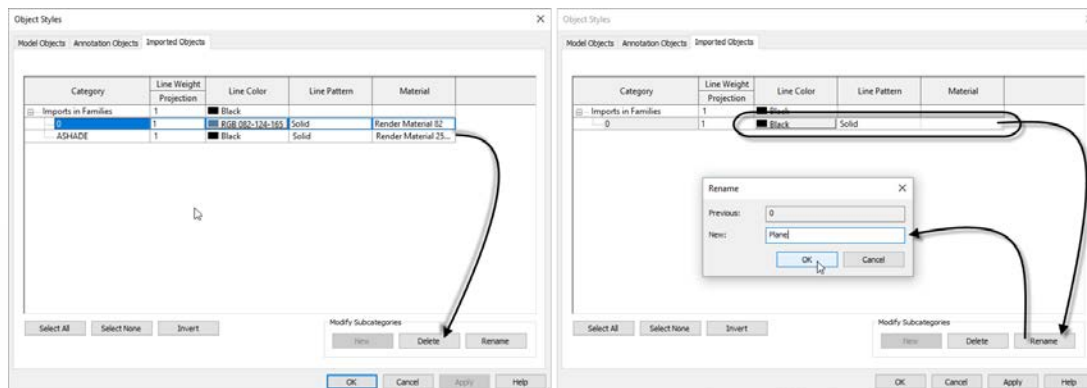 Object Styles
Model Objects Annotation Objects Imported Objects
Category Line Weight Line Color Line Pattern Material
Projection
Imports in Families 1 Black
0 1 RGB 082-124-165 Solid Render Material 82
ASHADE 1 Black Solid Render Material 25...
Select All Select None Invert
Modify Subcategories
New Delete Rename
OK Cancel Apply Help
Object Styles
Model Objects Annotation Objects Imported Objects
Category Line Weight Line Color Line Pattern Material
Projection
Imports in Families 1 Black
0 1 Black Solid
Rename
Previous: 0
New: Plane
OK Cancel
Select All Select None Invert
Modify Subcategories
New Delete Rename
OK Cancel Apply Help